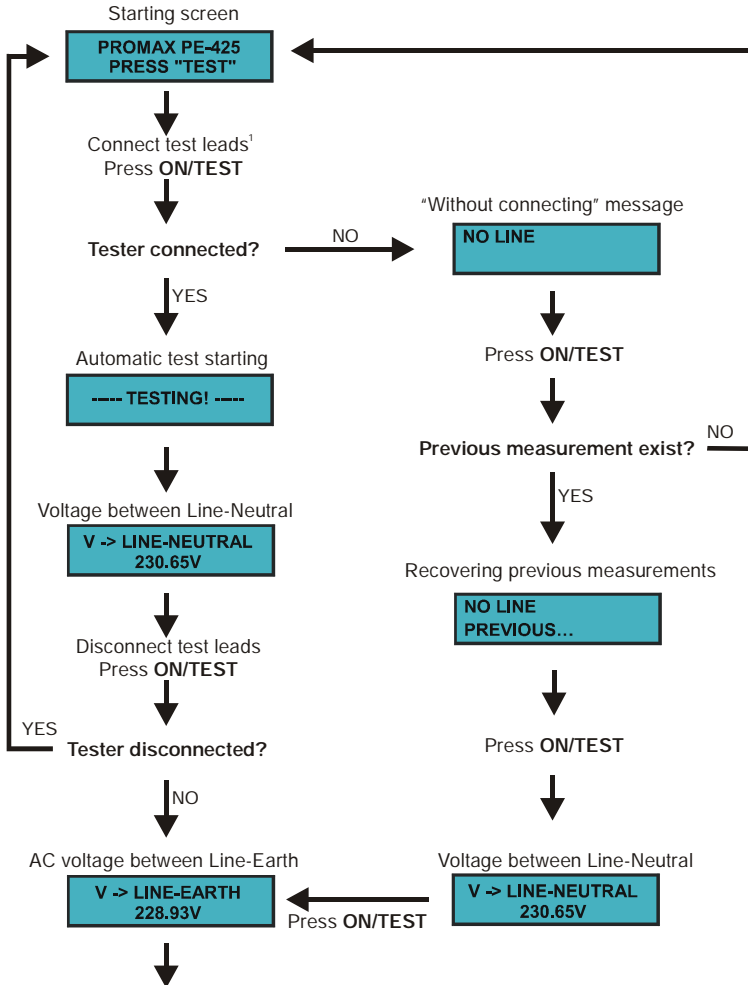 Starting screen
PROMAX PE-425
PRESS "TEST"
Connect test leads¹
Press ON/TEST
Tester connected?
NO
YES
"Without connecting" message
NO LINE
Press ON/TEST
Previous measurement exist?
NO
YES
Automatic test starting
----- TESTING! -----
Voltage between Line-Neutral
V -> LINE-NEUTRAL
230.65V
Disconnect test leads
Press ON/TEST
YES
Tester disconnected?
NO
Recovering previous measurements
NO LINE
PREVIOUS...
Press ON/TEST
Voltage between Line-Neutral
V -> LINE-NEUTRAL
230.65V
Press ON/TEST
AC voltage between Line-Earth
V -> LINE-EARTH
228.93V